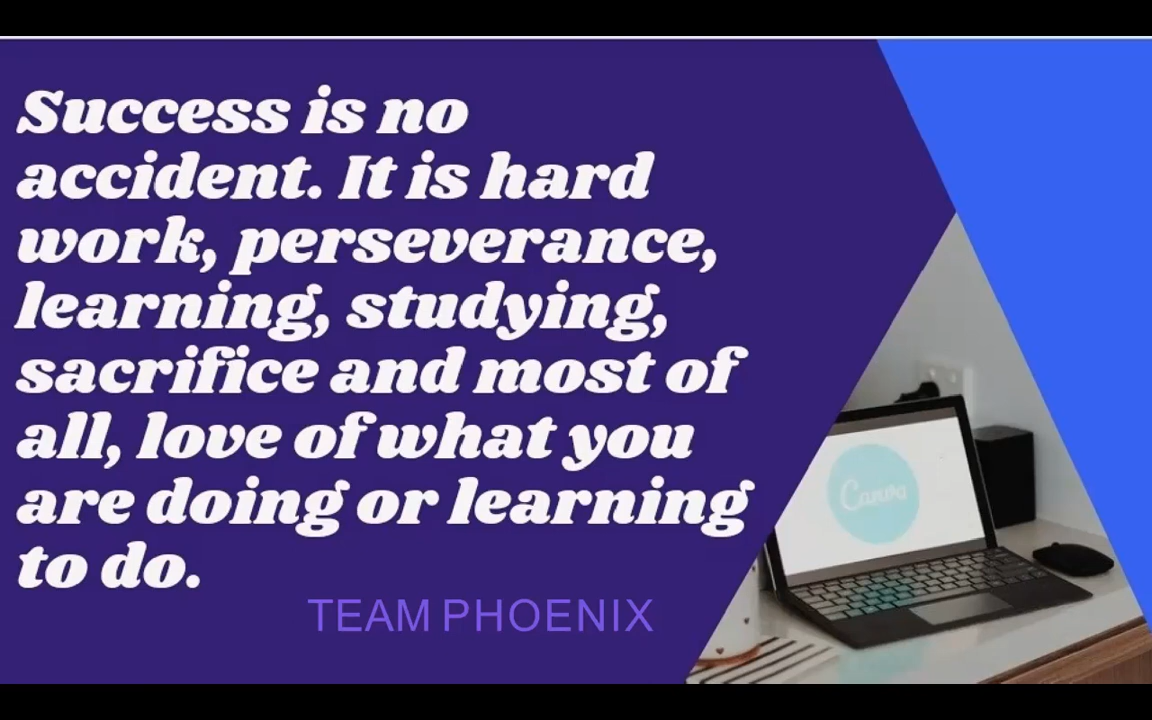 Success is no
accident. It is hard
work, perseverance,
learning, studying,
sacrifice and most of
all, love of what you
are doing or learning
to do.
TEAM PHOENIX
Canva